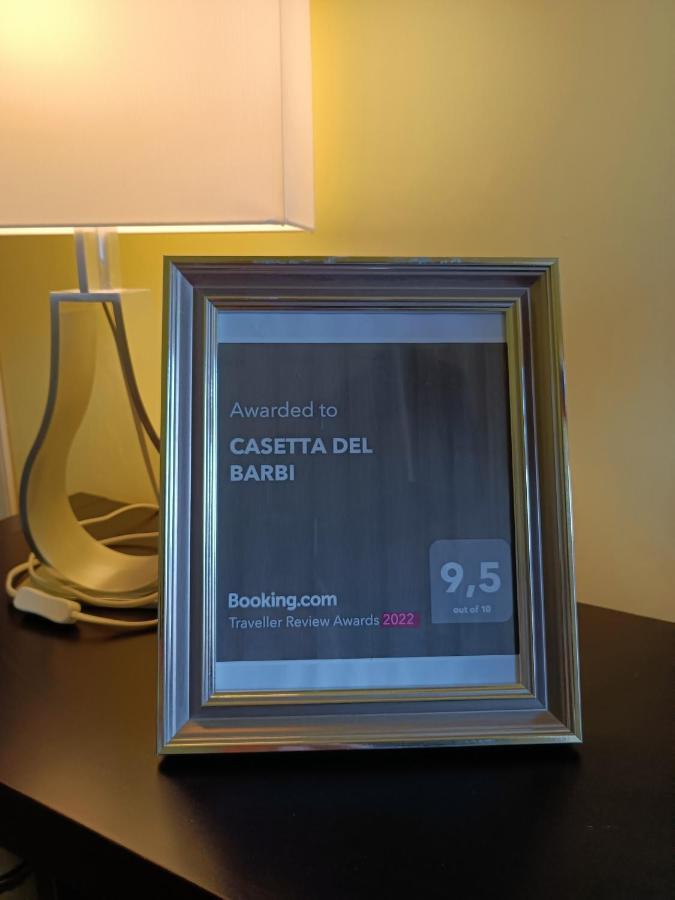 Awarded to
CASETTA DEL
BARBI
9,5
out of 10
Booking.com
Traveller Review Awards 2022